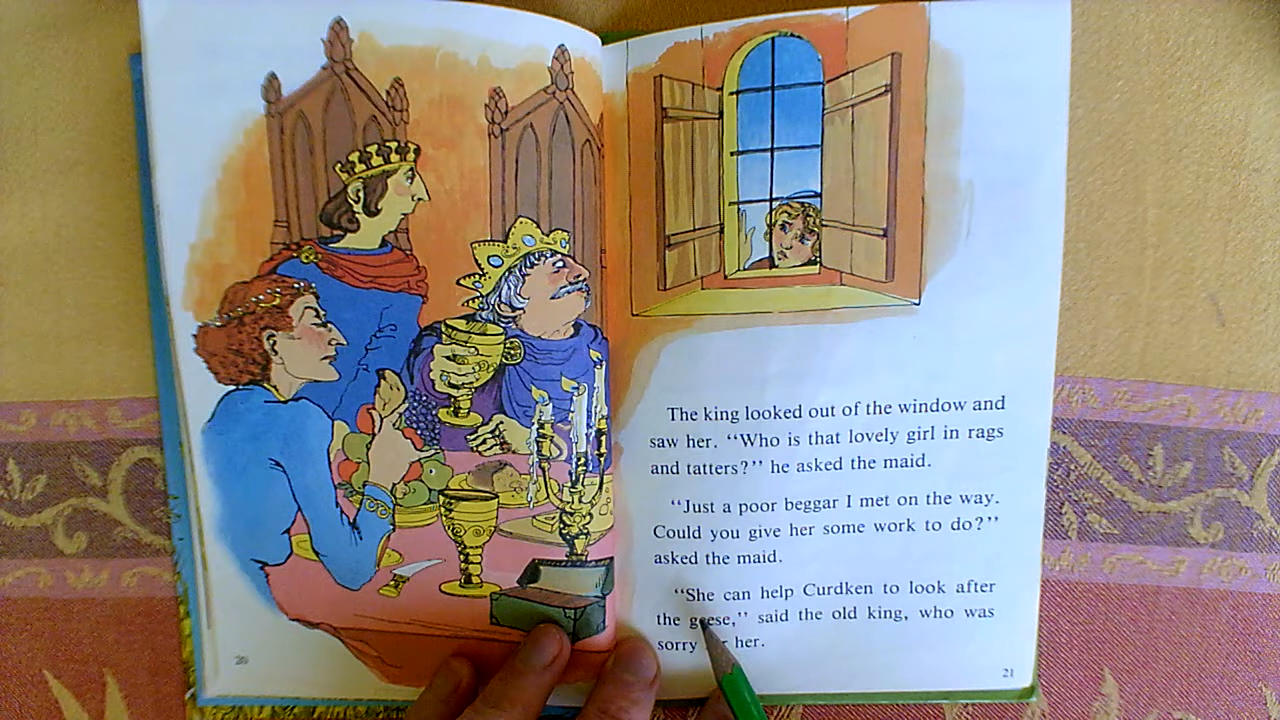 The king looked out of the window and
saw her. “Who is that lovely girl in rags
and tatters?” he asked the maid.
“Just a poor beggar I met on the way.
Could you give her some work to do?”
asked the maid.
“She can help Curdken to look after
the geese,” said the old king, who was
sorry her.
20
21